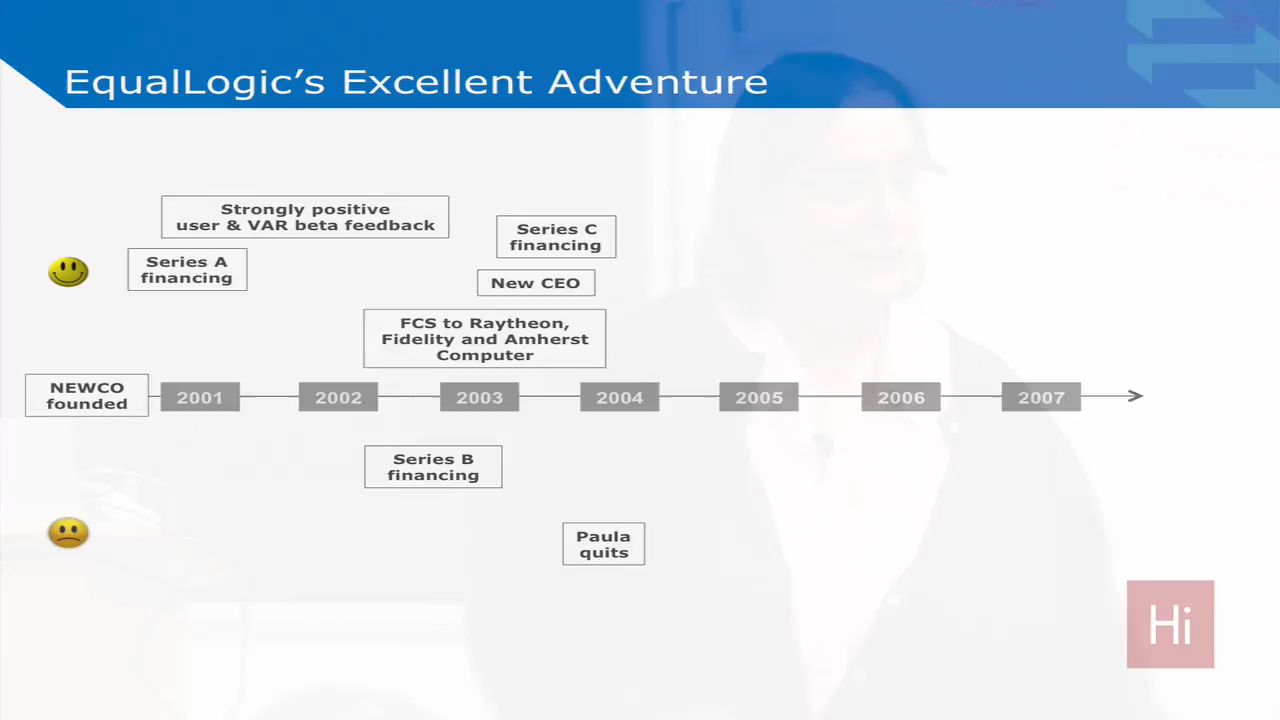 EqualLogic’s Excellent Adventure
Strongly positive
user & VAR beta feedback
Series C
financing
Series A
financing
New CEO
FCS to Raytheon,
Fidelity and Amherst
Computer
NEWCO
founded
2001
2002
2003
2004
2005
2006
2007
Series B
financing
Paula
quits
Hi